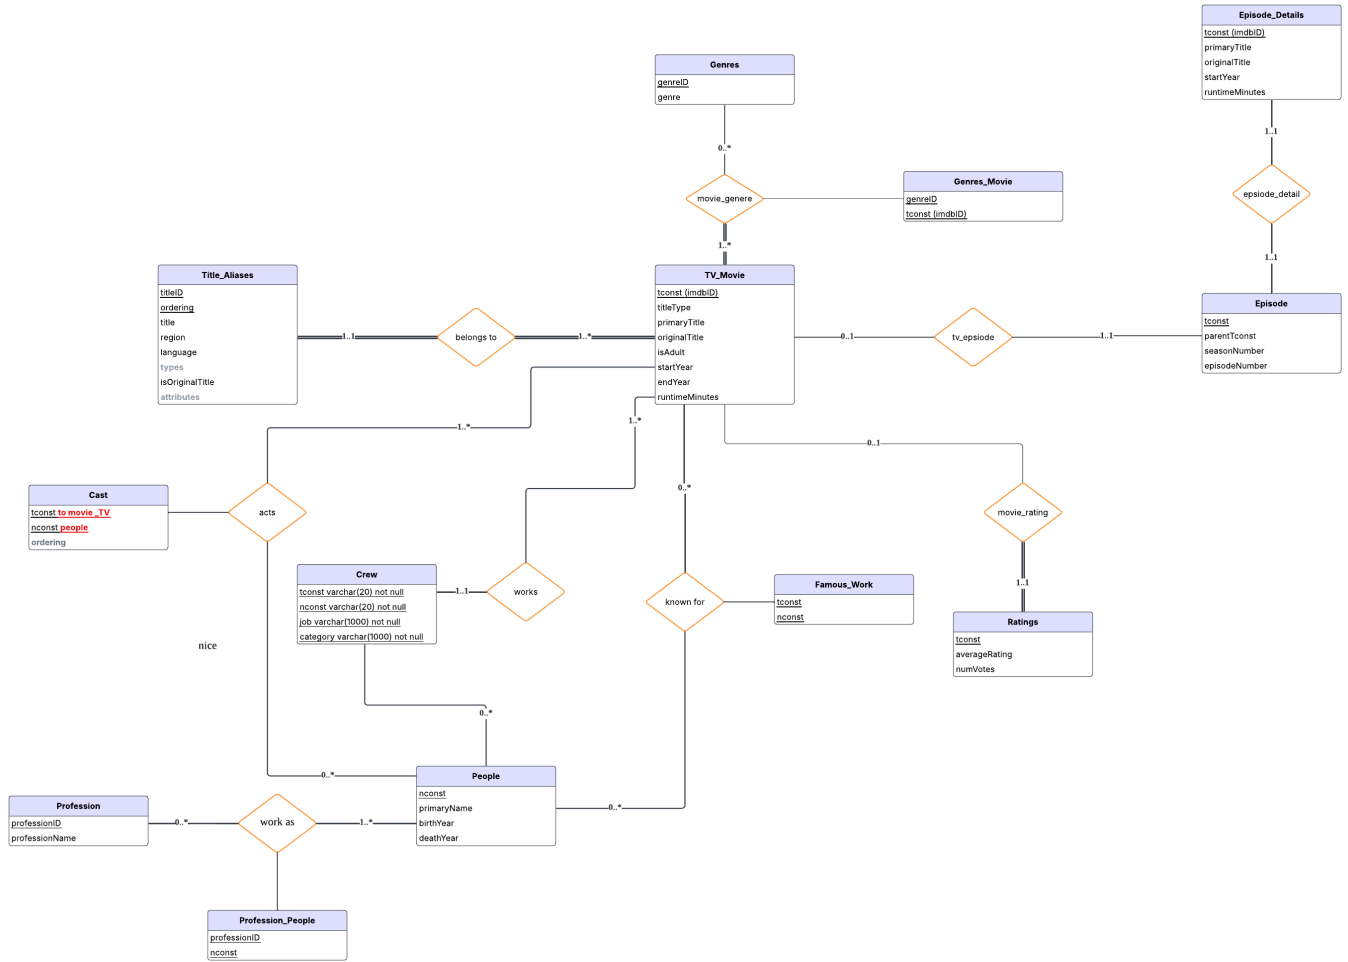 Episode_Details
tconst (imdbID)
primaryTitle
originalTitle
startYear
runtimeMinutes
1..1
epsiode_detail
1..1
Genres
genreID
genre
0..*
movie_genere
1..*
Genres_Movie
genreID
tconst (imdbID)
Title_Aliases
titleID
ordering
title
region
language
types
isOriginalTitle
attributes
1..1
belongs to
1..*
TV_Movie
tconst (imdbID)
titleType
primaryTitle
originalTitle
isAdult
startYear
endYear
runtimeMinutes
0..1
tv_epsiode
1..1
Episode
tconst
parentTconst
seasonNumber
episodeNumber
1..*
1..*
0..1
0..*
Cast
tconst to movie _TV
nconst people
ordering
acts
movie_rating
1..1
Crew
tconst varchar(20) not null
nconst varchar(20) not null
job varchar(1000) not null
category varchar(1000) not null
1..1
works
known for
Famous_Work
tconst
nconst
Ratings
tconst
averageRating
numVotes
nice
0..*
0..*
0..*
People
nconst
primaryName
birthYear
deathYear
Profession
professionID
professionName
0..*
work as
1..*
Profession_People
professionID
nconst